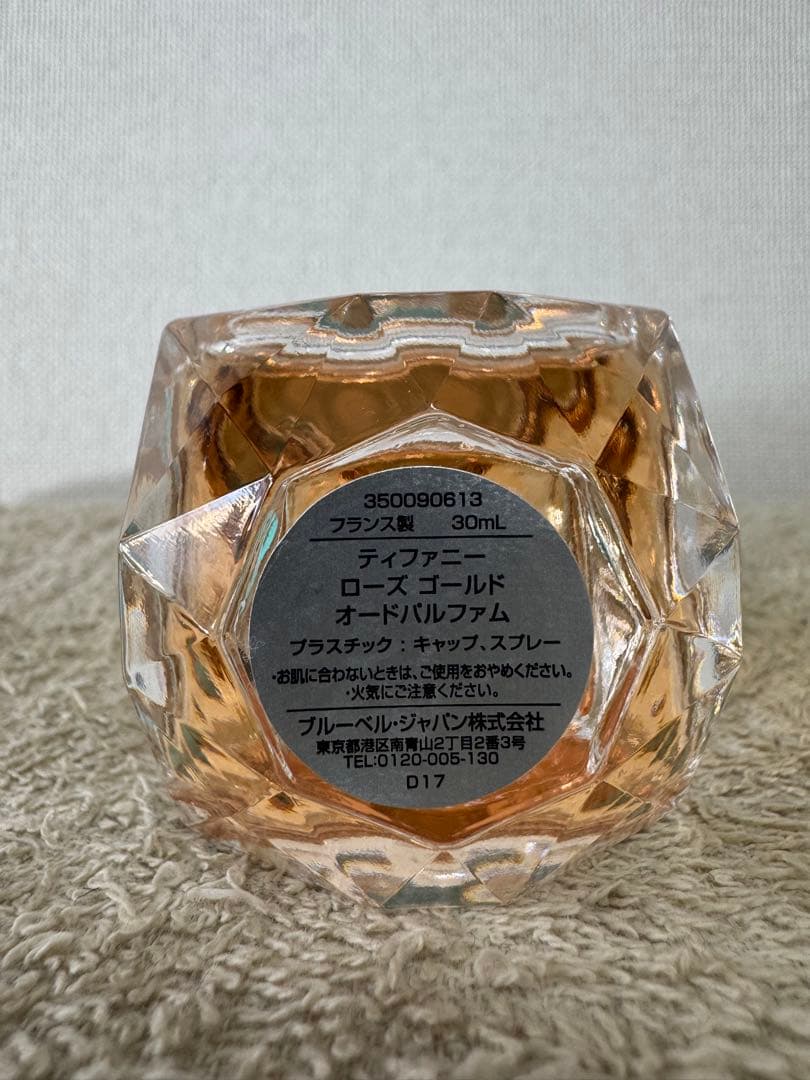 350090613
フランス製 30mL
ティファニー
ローズ ゴールド
オードパルファム
プラスチック : キャップ、スプレー
・お肌に合わないときは、ご使用をおやめください。
・火気にご注意ください。
ブルーベル・ジャパン株式会社
東京都港区南青山2丁目2番3号
TEL:0120-005-130
D17